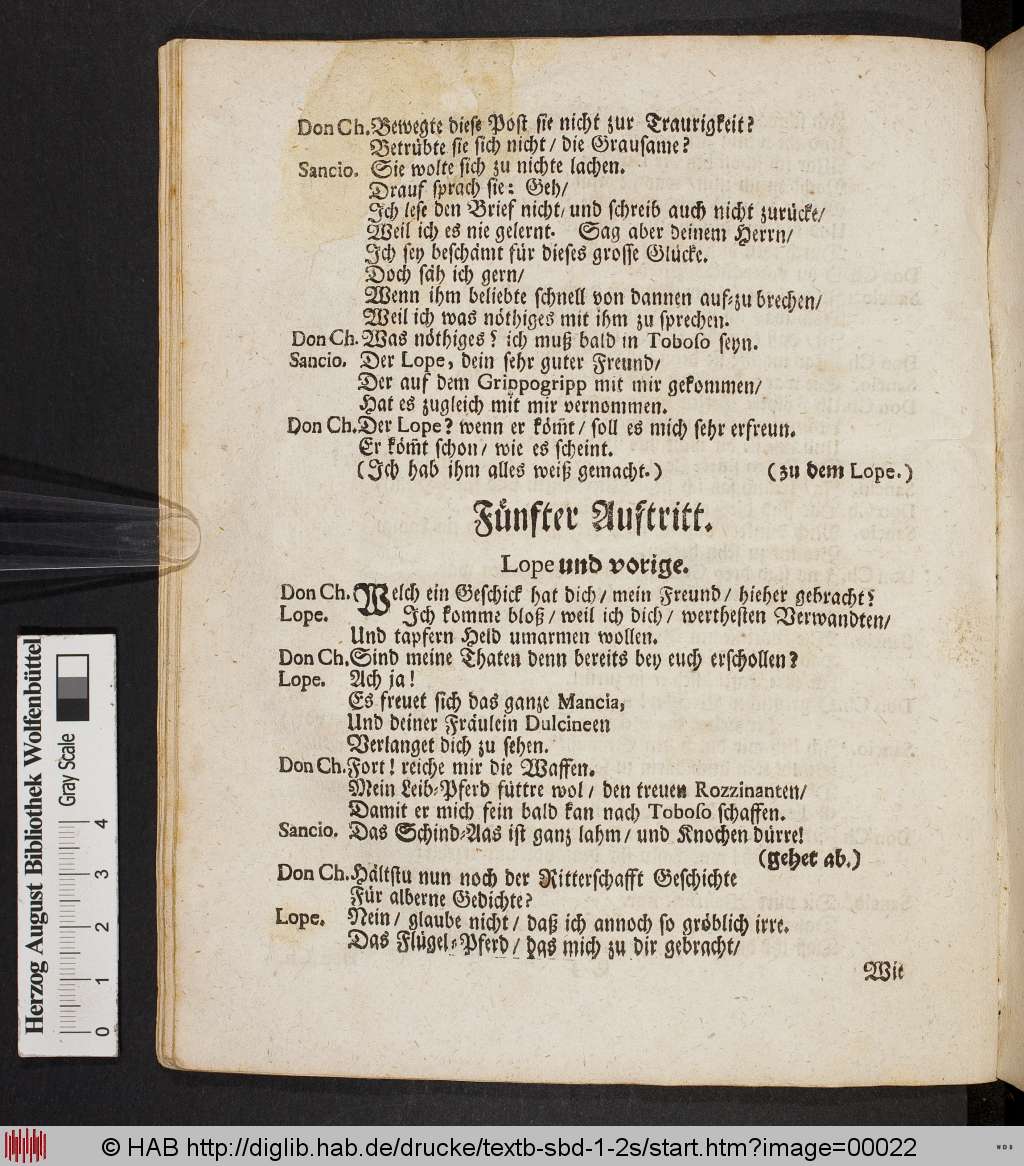 Don Ch. Bewegte diese Post sie nicht zur Traurigkeit?
Betrübte sie sich nicht / die Grausame?
Sancio. Sie wolte sich zu nichte lachen.
Drauf sprach sie: Geh /
Ich lese den Brief nicht / und schreib auch nicht zurücke /
Weil ich es nie gelernt. Sag aber deinem Herrn /
Ich sey beschämt für dieses grosse Glücke.
Doch säh ich gern /
Wenn ihm beliebte schnell von dannen auf-zu brechen /
Weil ich was nöthiges mit ihm zu sprechen.
Don Ch. Was nöthiges? ich muß bald in Toboso seyn.
Sancio. Der Lope, dein sehr guter Freund /
Der auf dem Grippogripp mit mir gekommen /
Hat es zugleich mit mir vernommen.
Don Ch. Der Lope? wenn er köm̃t / soll es mich sehr erfreun.
Er köm̃t schon / wie es scheint.
(Ich hab ihm alles weiß gemacht.) (zu dem Lope.)
Fünfter Auftritt.
Lope und vorige.
Don Ch. Welch ein Geschick hat dich / mein Freund / hieher gebracht?
Lope. Ich komme bloß / weil ich dich / werthesten Verwandten /
Und tapfern Held umarmen wollen.
Don Ch. Sind meine Thaten denn bereits bey euch erschollen?
Lope. Ach ja!
Es freuet sich das ganze Mancia,
Und deiner Fräulein Dulcineen
Verlanget dich zu sehen.
Don Ch. Fort! reiche mir die Waffen.
Mein Leib-Pferd füttre wol / den treuen Rozzinanten /
Damit er mich fein bald kan nach Toboso schaffen.
Sancio. Das Schind-Aas ist ganz lahm / und Knochen dürre!
(gehet ab.)
Don Ch. Hältstu nun noch der Ritterschafft Geschichte
Für alberne Gedichte?
Lope. Nein / glaube nicht / daß ich annoch so gröblich irre.
Das Flügel-Pferd / das mich zu dir gebracht /
Wit
Herzog August Bibliothek Wolfenbüttel
Gray Scale
0 1 2 3 4
© HAB http://diglib.hab.de/drucke/textb-sbd-1-2s/start.htm?image=00022